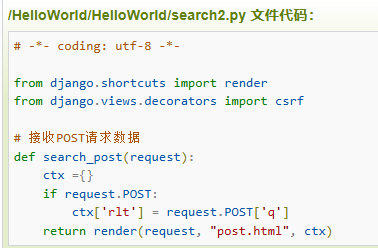 /HelloWorld/HelloWorld/search2.py 文件代码：
# -*- coding: utf-8 -*-
from django.shortcuts import render
from django.views.decorators import csrf
# 接收POST请求数据
def search_post(request):
    ctx ={}
    if request.POST:
        ctx['rlt'] = request.POST['q']
    return render(request, "post.html", ctx)